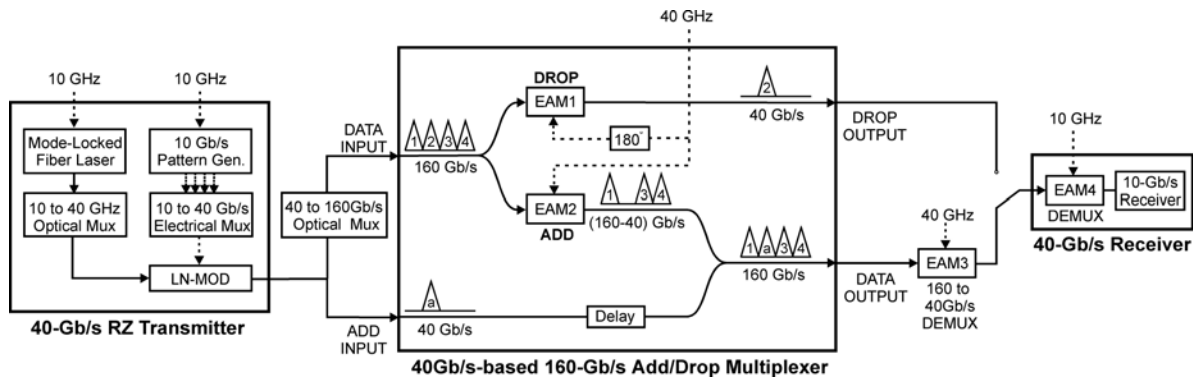 10 GHz
10 GHz
Mode-Locked
Fiber Laser
10 Gb/s
Pattern Gen.
10 to 40 GHz
Optical Mux
10 to 40 Gb/s
Electrical Mux
LN-MOD
40-Gb/s RZ Transmitter
40 to 160Gb/s
Optical Mux
DATA
INPUT
ADD
INPUT
40 GHz
1 2 3 4
160 Gb/s
DROP
EAM1
180°
2
40 Gb/s
EAM2
ADD
1 3 4
(160-40) Gb/s
1 a 3 4
160 Gb/s
a
40 Gb/s
Delay
40Gb/s-based 160-Gb/s Add/Drop Multiplexer
DROP
OUTPUT
DATA
OUTPUT
40 GHz
EAM3
160 to
40Gb/s
DEMUX
10 GHz
EAM4
DEMUX
10-Gb/s
Receiver
40-Gb/s Receiver